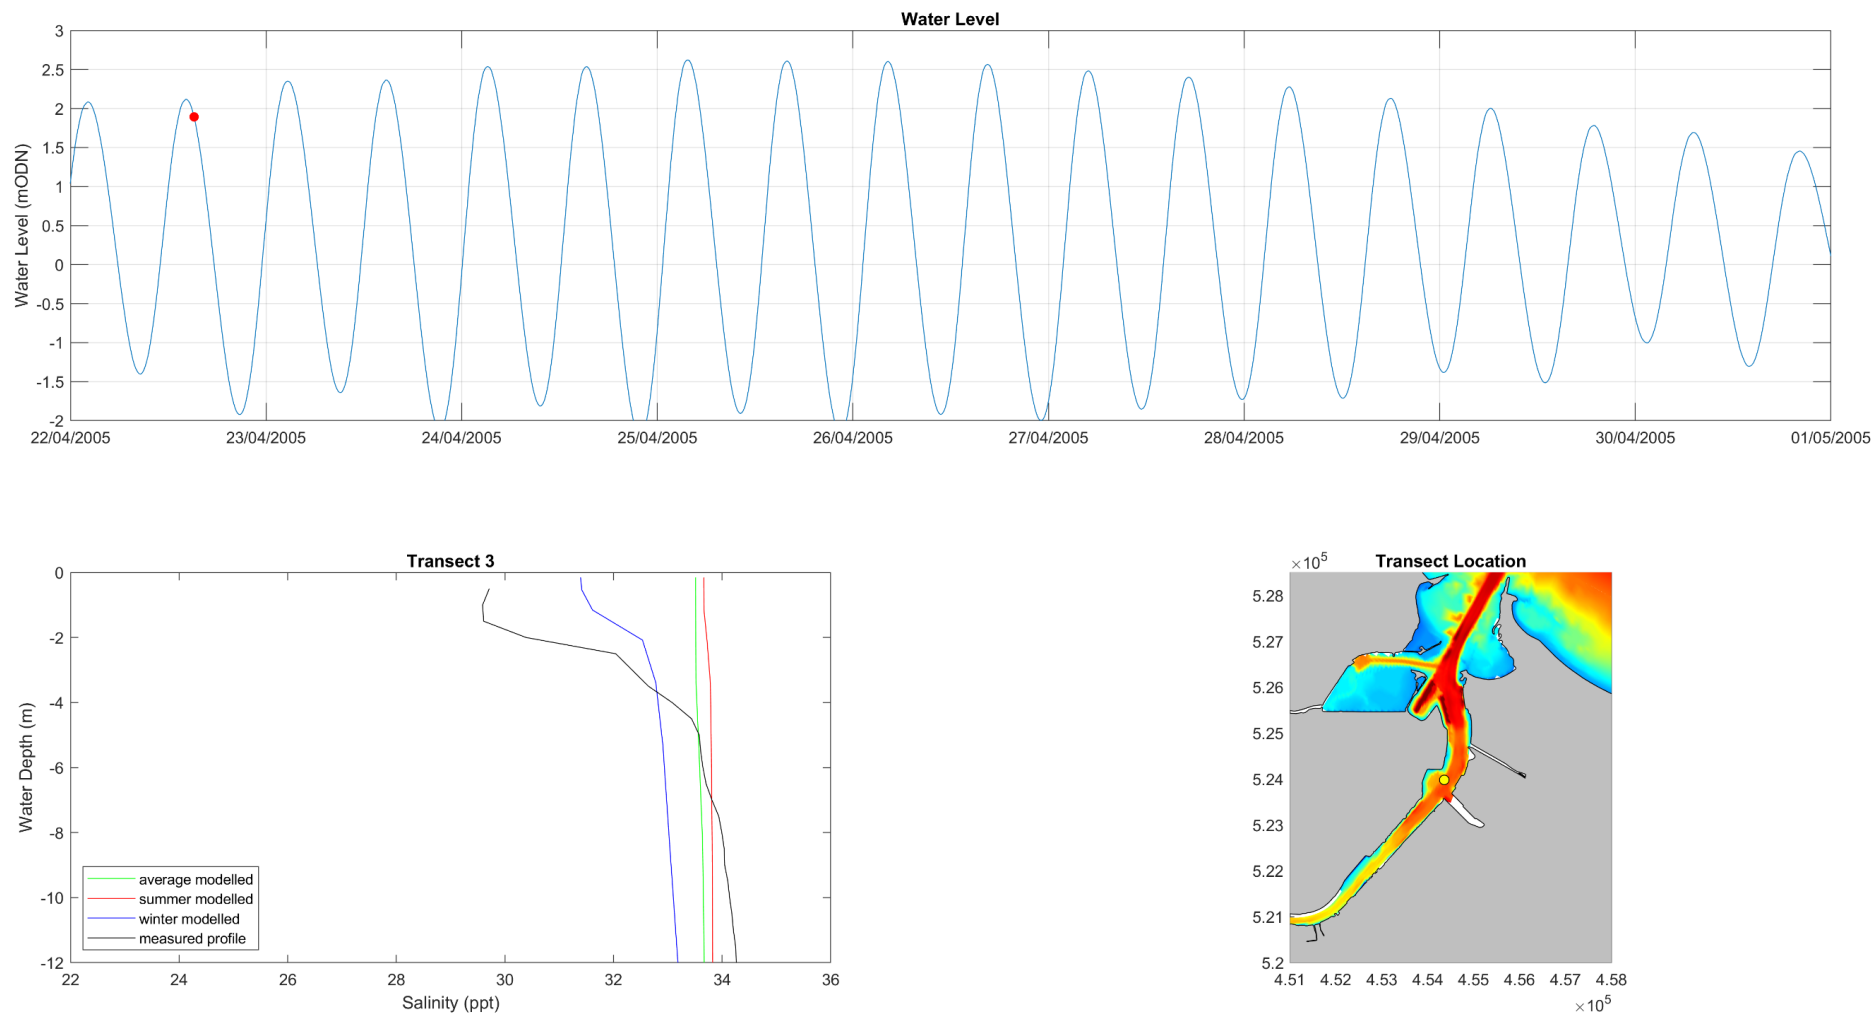 Water Level
3
2.5
2
1.5
1
0.5
0
-0.5
-1
-1.5
-2
Water Level (mODN)
22/04/2005 23/04/2005 24/04/2005 25/04/2005 26/04/2005 27/04/2005 28/04/2005 29/04/2005 30/04/2005 01/05/2005
Transect 3
0
-2
-4
-6
-8
-10
-12
Water Depth (m)
average modelled
summer modelled
winter modelled
measured profile
22 24 26 28 30 32 34 36
Salinity (ppt)
×10⁵ Transect Location
5.28
5.27
5.26
5.25
5.24
5.23
5.22
5.21
5.2
4.51 4.52 4.53 4.54 4.55 4.56 4.57 4.58
×10⁵